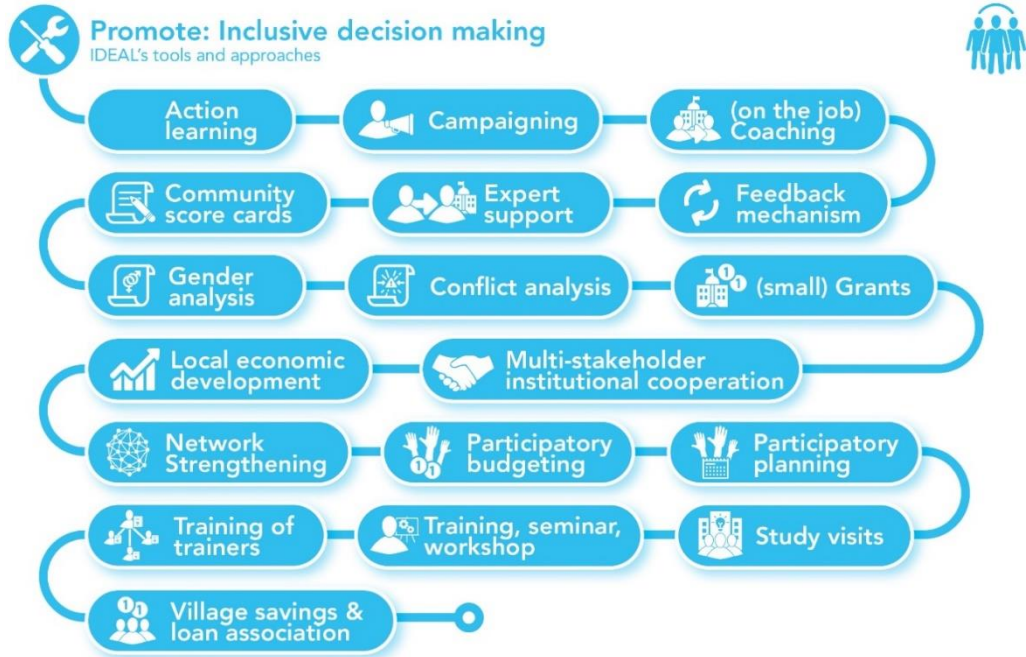 Promote: Inclusive decision making
IDEAL's tools and approaches
Action
learning
Campaigning
(on the job)
Coaching
Community
score cards
Expert
support
Feedback
mechanism
Gender
analysis
Conflict analysis
(small) Grants
Local economic
development
Multi-stakeholder
institutional cooperation
Network
Strengthening
Participatory
budgeting
Participatory
planning
Training of
trainers
Training, seminar,
workshop
Study visits
Village savings &
loan association